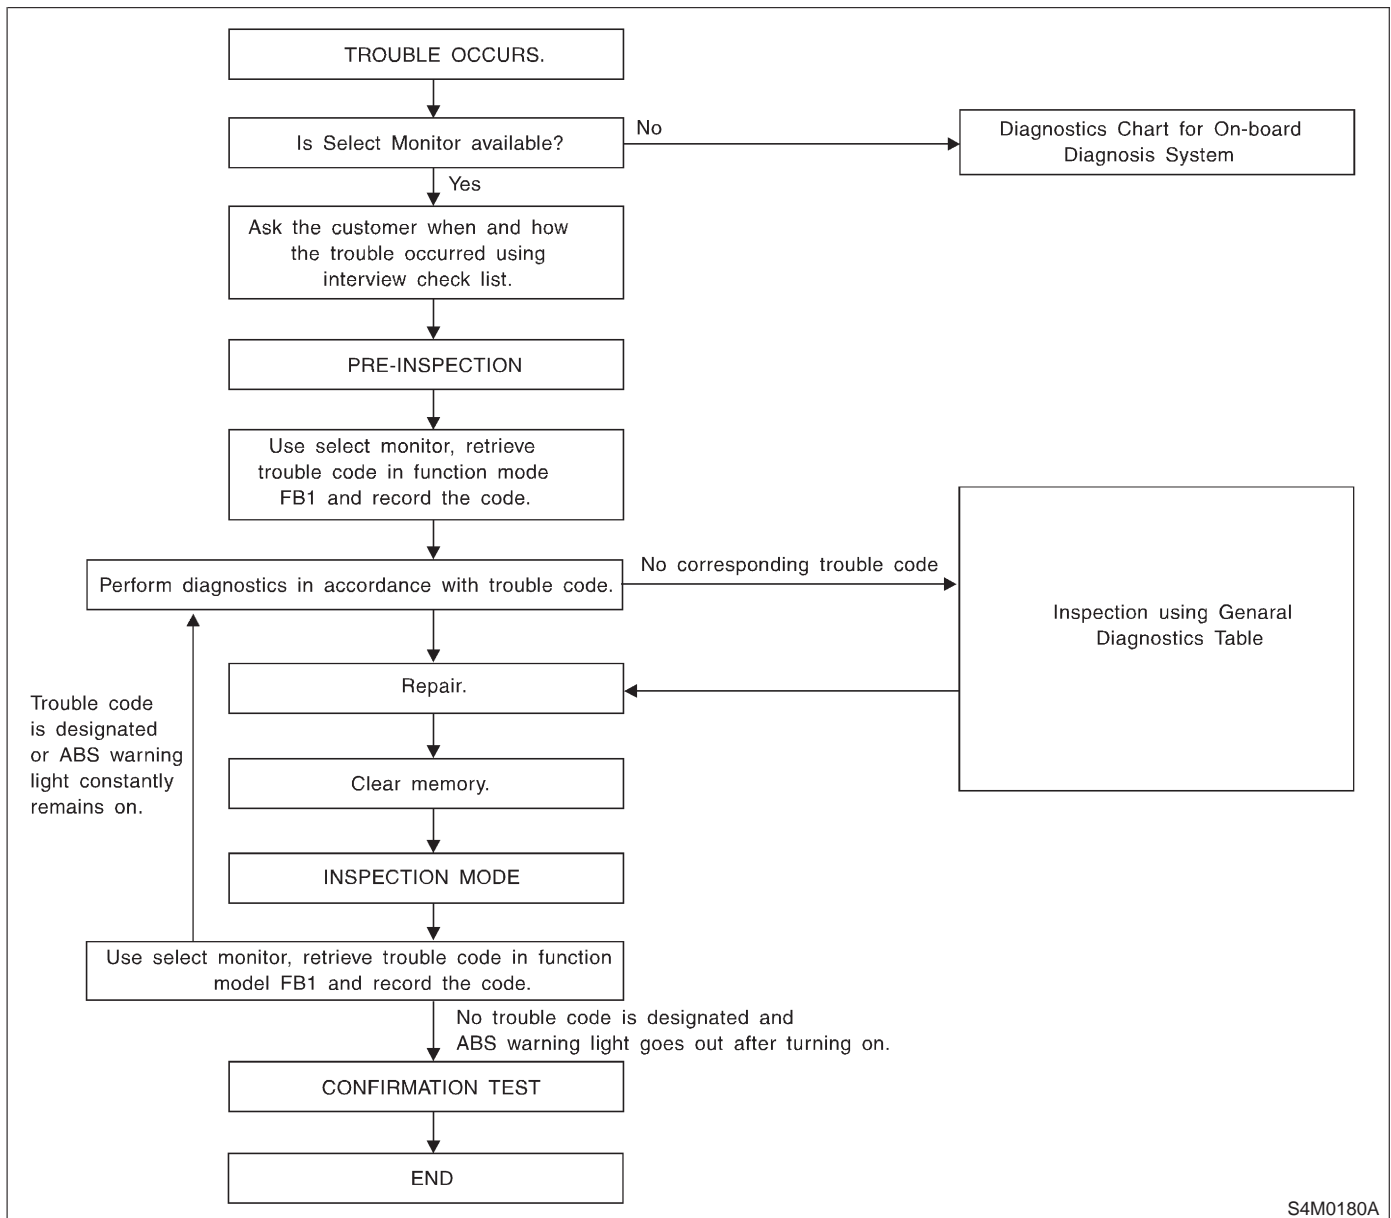 TROUBLE OCCURS.
Is Select Monitor available?
No
Diagnostics Chart for On-board
Diagnosis System
Yes
Ask the customer when and how
the trouble occurred using
interview check list.
PRE-INSPECTION
Use select monitor, retrieve
trouble code in function mode
FB1 and record the code.
Perform diagnostics in accordance with trouble code.
No corresponding trouble code
Inspection using Genaral
Diagnostics Table
Repair.
Trouble code
is designated
or ABS warning
light constantly
remains on.
Clear memory.
INSPECTION MODE
Use select monitor, retrieve trouble code in function
model FB1 and record the code.
No trouble code is designated and
ABS warning light goes out after turning on.
CONFIRMATION TEST
END
S4M0180A